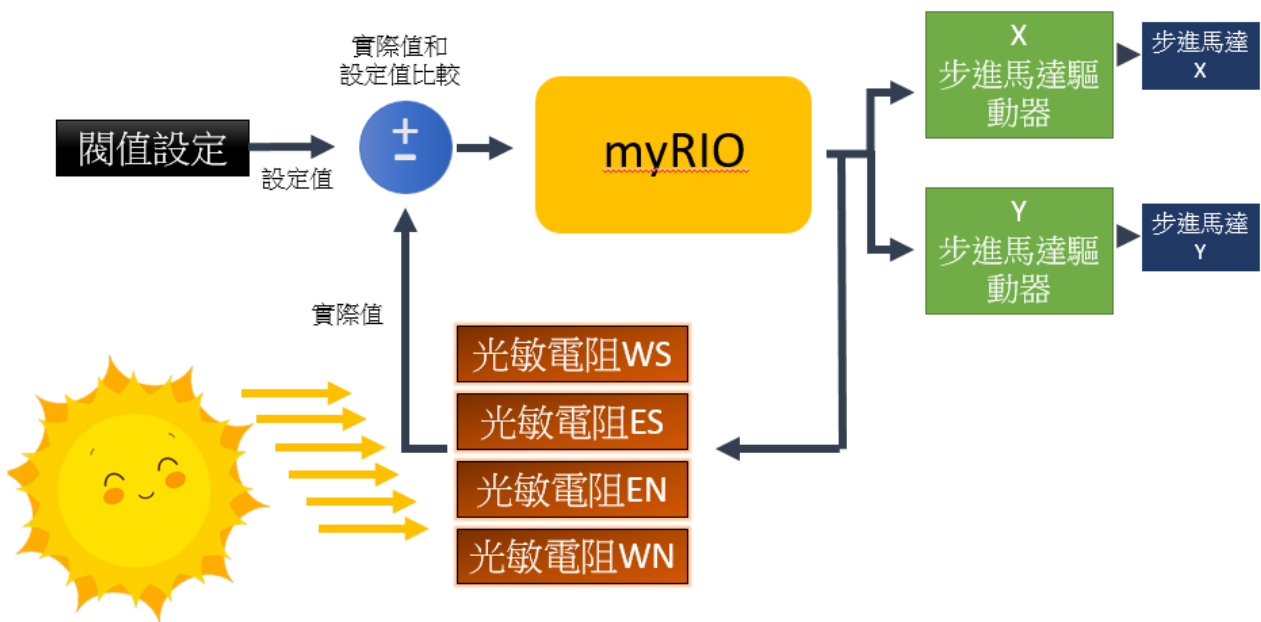 實際值和
設定值比較
閥值設定
設定值
+
−
myRIO
X
步進馬達驅
動器
步進馬達
X
Y
步進馬達驅
動器
步進馬達
Y
實際值
光敏電阻WS
光敏電阻ES
光敏電阻EN
光敏電阻WN